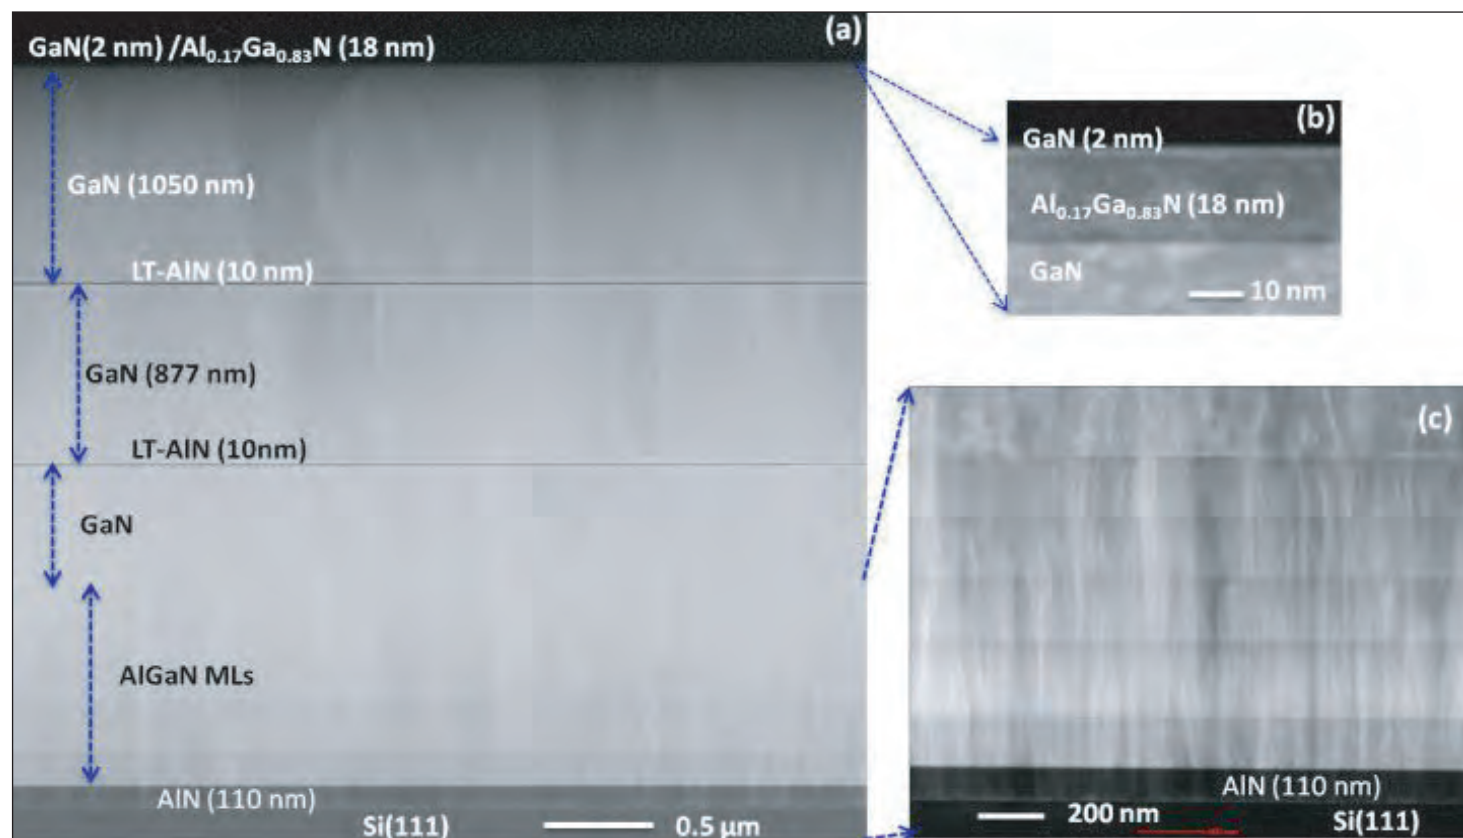 GaN(2 nm) /Al₀.₁₇Ga₀.₈₃N (18 nm)
(a)
GaN (1050 nm)
LT-AlN (10 nm)
GaN (877 nm)
LT-AlN (10nm)
GaN
AlGaN MLs
AlN (110 nm)
Si(111)
0.5 µm
(b)
GaN (2 nm)
Al₀.₁₇Ga₀.₈₃N (18 nm)
GaN
10 nm
(c)
AlN (110 nm)
200 nm
Si(111)